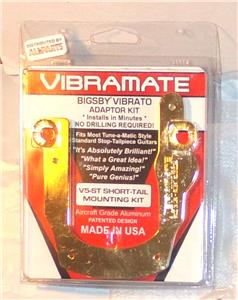 DISTRIBUTED BY
ALLPARTS
VIBRAMATE
BIGSBY VIBRATO
ADAPTOR KIT
* Installs in Minutes *
NO DRILLING REQUIRED!
Fits Most Tune-a-Matic Style
Standard Stop-Tailpiece Guitars
"It's Absolutely Brilliant!"
"What a Great Idea!"
"Simply Amazing!"
"Pure Genius!"
V5-ST SHORT-TAIL
MOUNTING KIT
Aircraft Grade Aluminum
PATENTED DESIGN
MADE IN USA